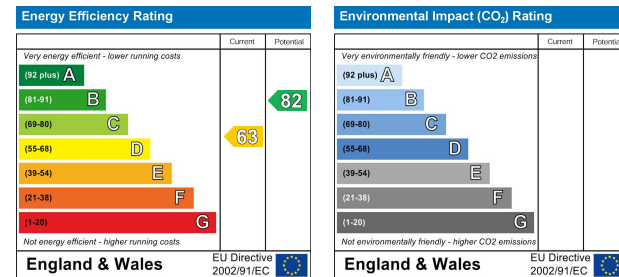 Energy Efficiency Rating
Current Potential
Very energy efficient - lower running costs
(92 plus) A
(81-91) B
82
(69-80) C
63
(55-68) D
(39-54) E
(21-38) F
(1-20) G
Not energy efficient - higher running costs
England & Wales
EU Directive
2002/91/EC
Environmental Impact (CO₂) Rating
Current Potentia
Very environmentally friendly - lower CO2 emissions
(92 plus) A
(81-91) B
(69-80) C
(55-68) D
(39-54) E
(21-38) F
(1-20) G
Not environmentally friendly - higher CO2 emissions
England & Wales
EU Directive
2002/91/EC